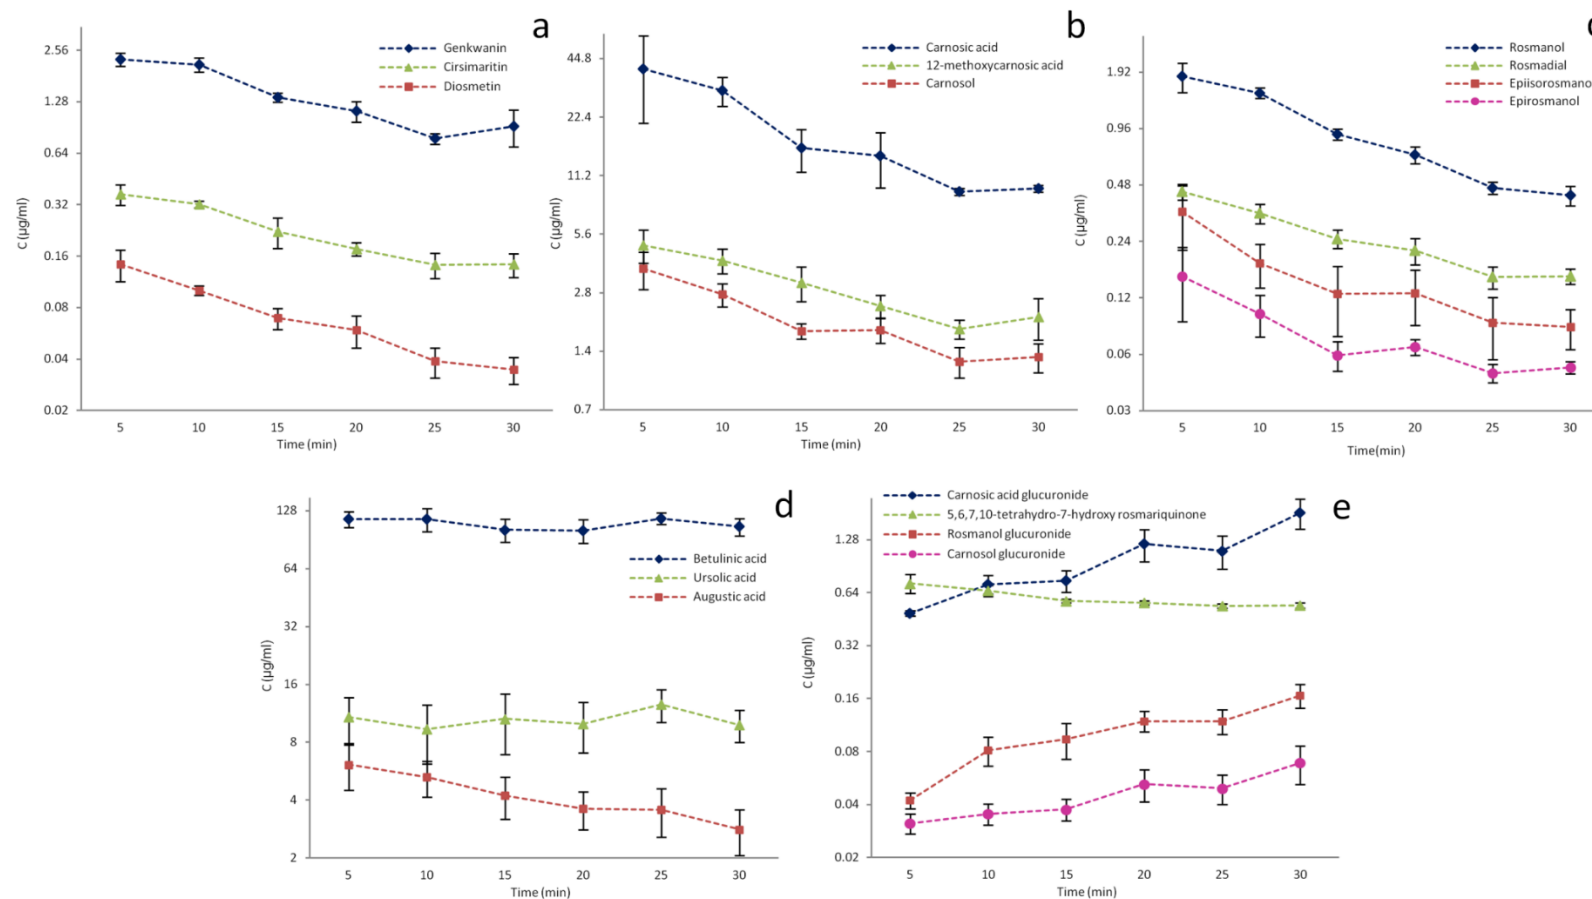 a
Genkwanin
Cirsimaritin
Diosmetin
2.56
1.28
0.64
0.32
0.16
0.08
0.04
0.02
C (µg/ml)
5 10 15 20 25 30
Time (min)
b
Carnosic acid
12-methoxycarnosic acid
Carnosol
44.8
22.4
11.2
5.6
2.8
1.4
0.7
C (µg/ml)
5 10 15 20 25 30
Time (min)
Rosmanol
Rosmadial
Epiisorosmano
Epirosmanol
1.92
0.96
0.48
0.24
0.12
0.06
0.03
C (µg/ml)
5 10 15 20 25 30
Time(min)
d
Betulinic acid
Ursolic acid
Augustic acid
128
64
32
16
8
4
2
C (µg/ml)
5 10 15 20 25 30
Time (min)
e
Carnosic acid glucuronide
5,6,7,10-tetrahydro-7-hydroxy rosmariquinone
Rosmanol glucuronide
Carnosol glucuronide
1.28
0.64
0.32
0.16
0.08
0.04
0.02
C (µg/ml)
5 10 15 20 25 30
Time (min)